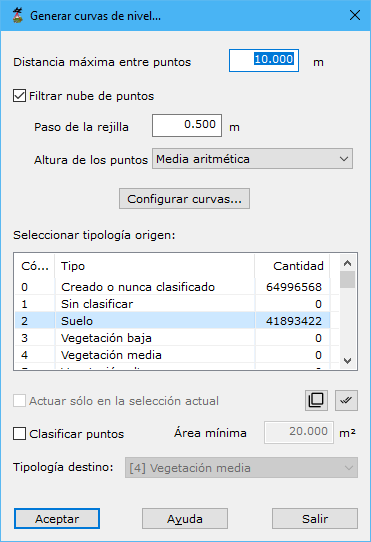 Generar curvas de nivel...
Distancia máxima entre puntos 10.000 m
Filtrar nube de puntos
Paso de la rejilla 0.500 m
Altura de los puntos Media aritmética
Configurar curvas...
Seleccionar tipología origen:
Có... Tipo Cantidad
0 Creado o nunca clasificado 64996568
1 Sin clasificar 0
2 Suelo 41893422
3 Vegetación baja 0
4 Vegetación media 0
Actuar sólo en la selección actual
Clasificar puntos Área mínima 20.000 m²
Tipología destino: [4] Vegetación media
Aceptar Ayuda Salir